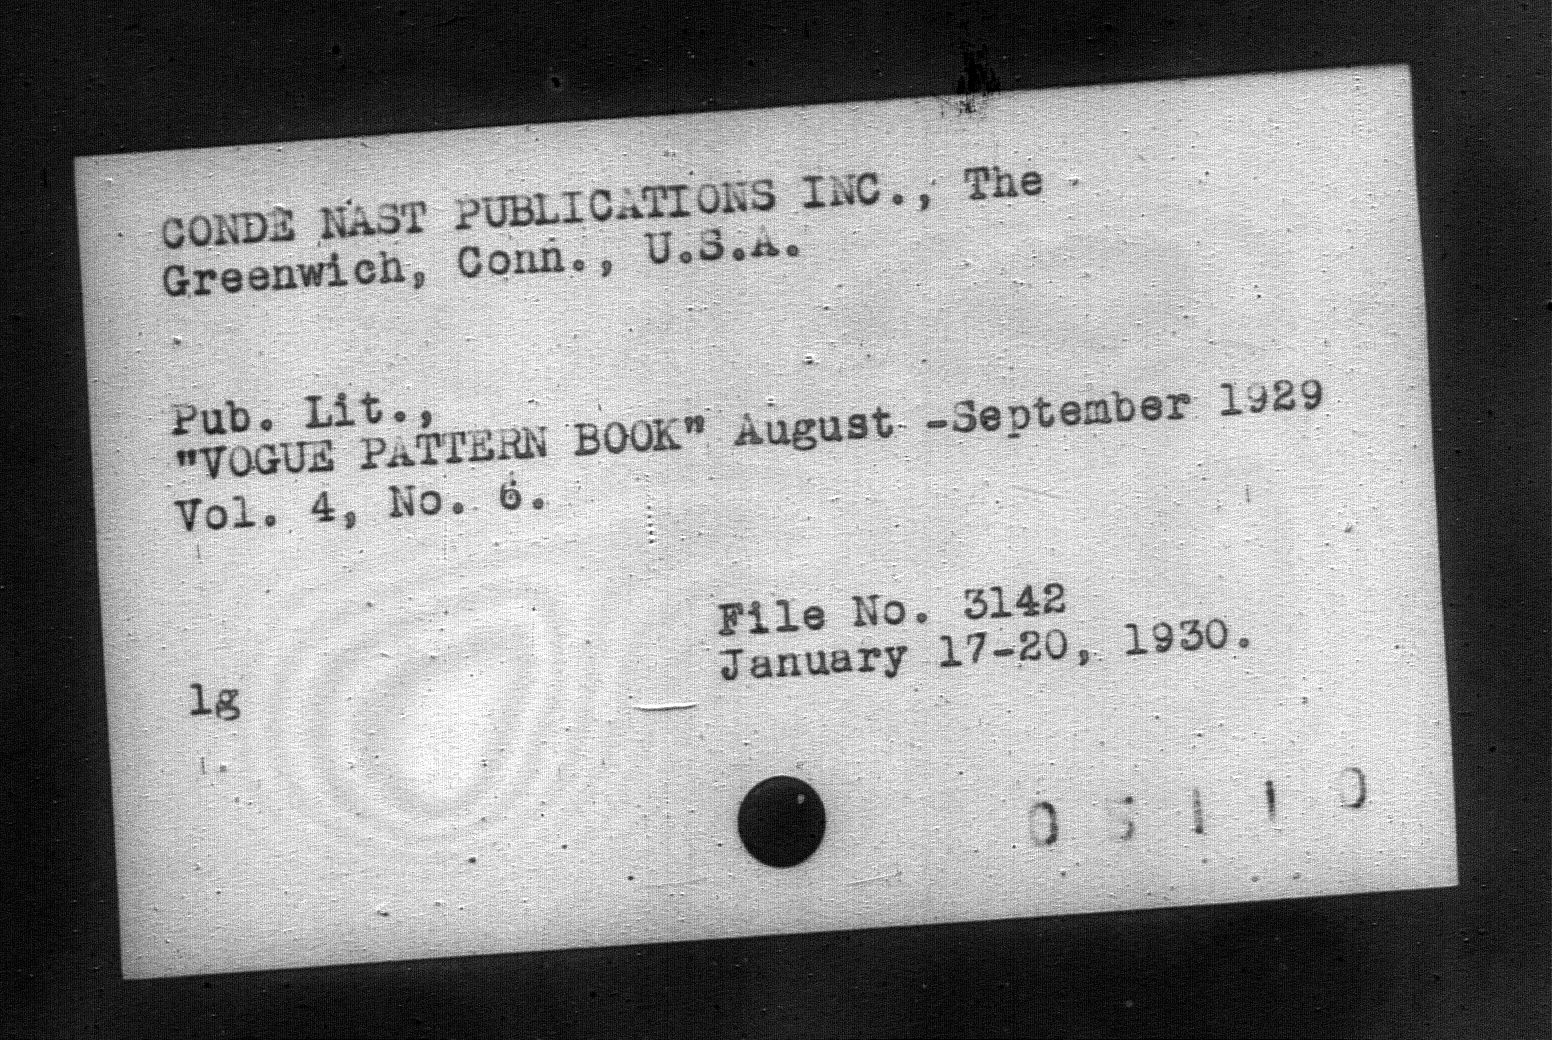 CONDE NAST PUBLICATIONS INC., The
Greenwich, Conn., U.S.A.
Pub. Lit.,
"VOGUE PATTERN BOOK" August -September 1929
Vol. 4, No. 6.
File No. 3142
January 17-20, 1930.
lg